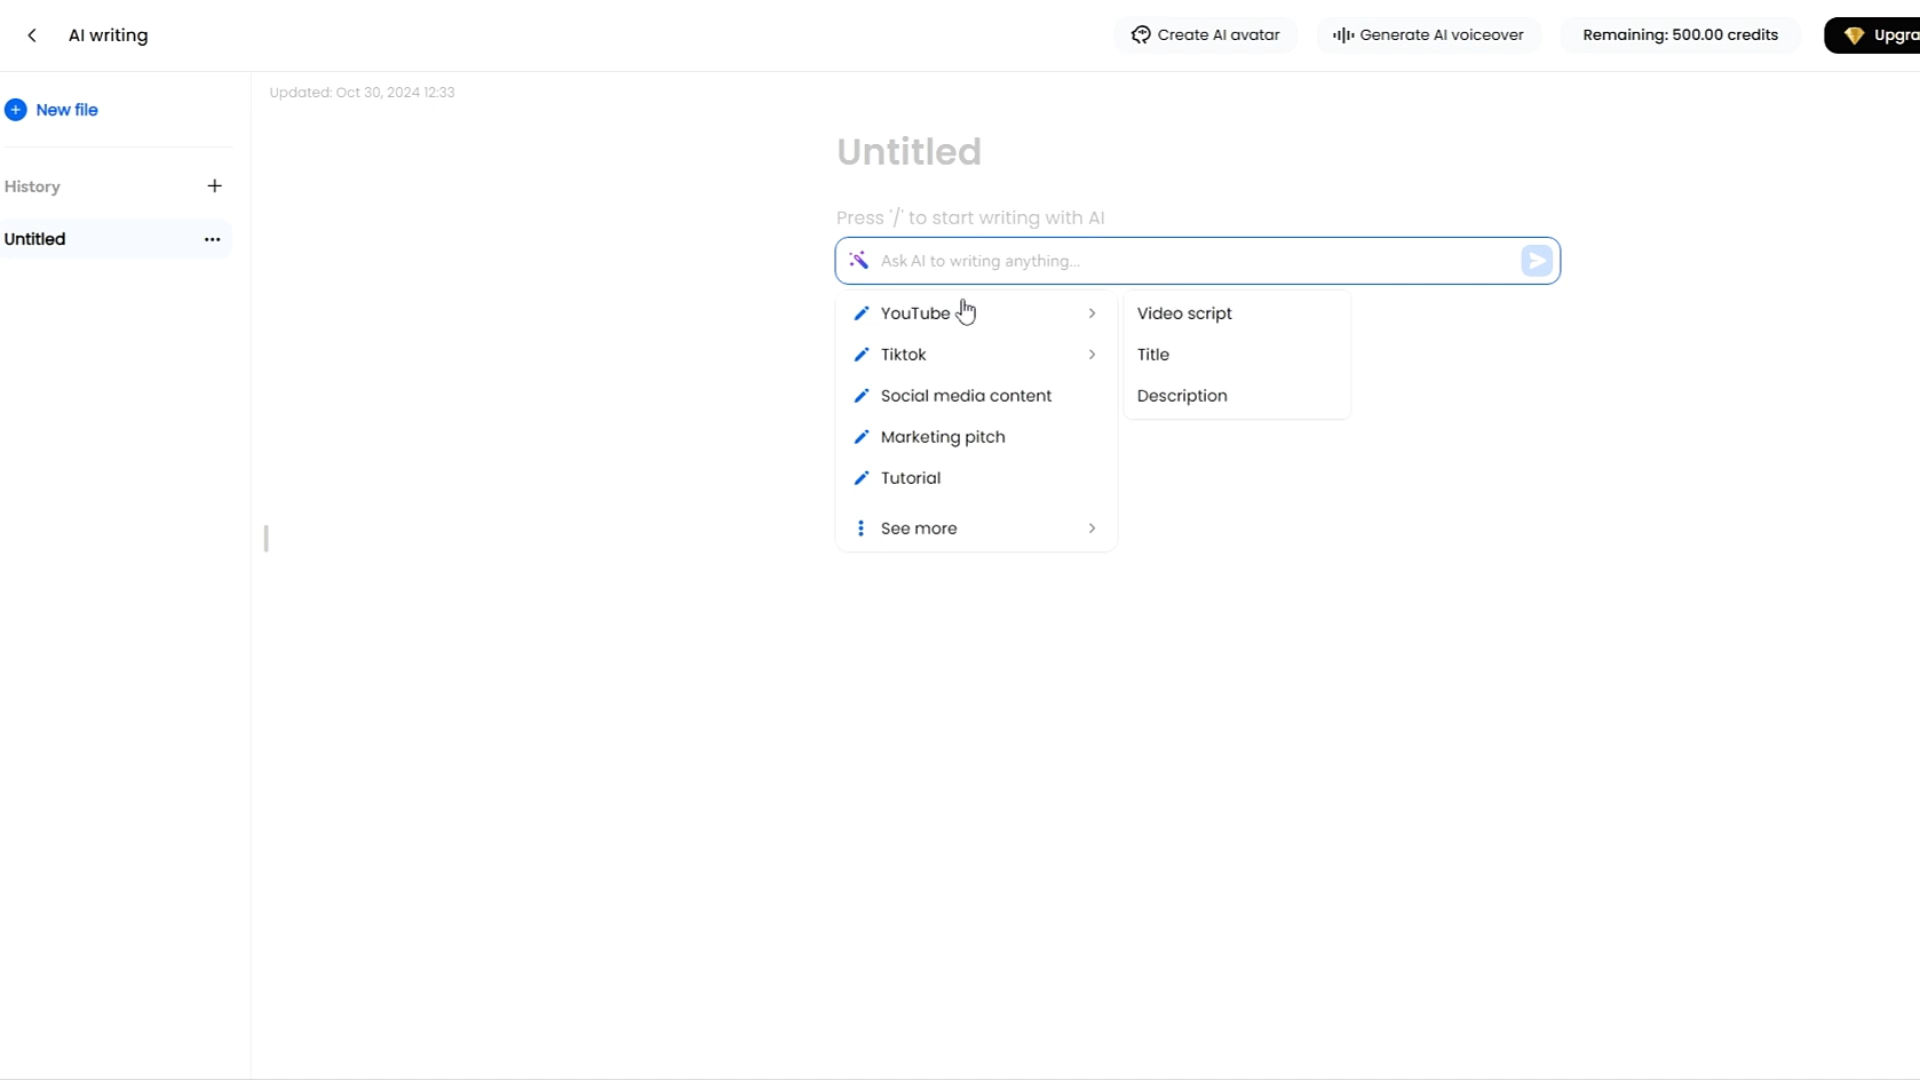 AI writing
Create AI avatar
Generate AI voiceover
Remaining: 500.00 credits
Upgra
New file
Updated: Oct 30, 2024 12:33
Untitled
History
Press '/' to start writing with AI
Untitled
Ask AI to writing anything...
YouTube
Video script
Tiktok
Title
Social media content
Description
Marketing pitch
Tutorial
See more